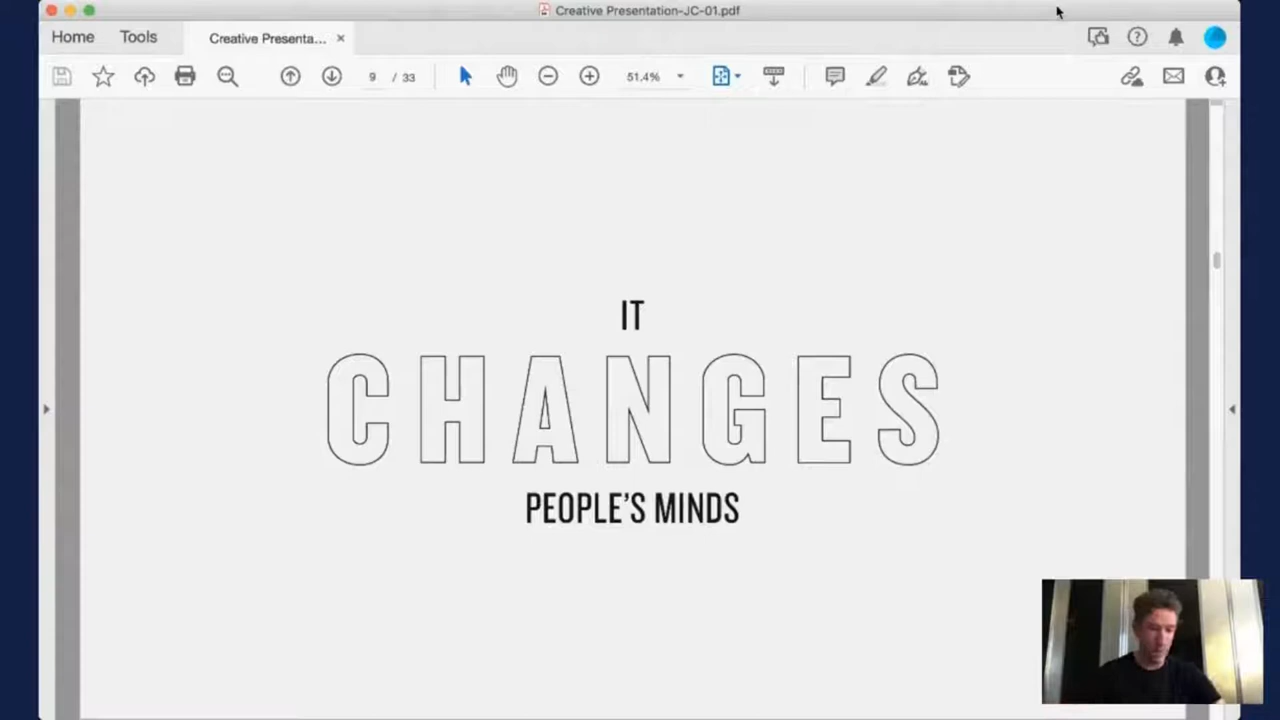 Creative Presentation-JC-01.pdf
Home Tools Creative Presenta... ×
9 / 33 51.4%
IT
CHANGES
PEOPLE'S MINDS